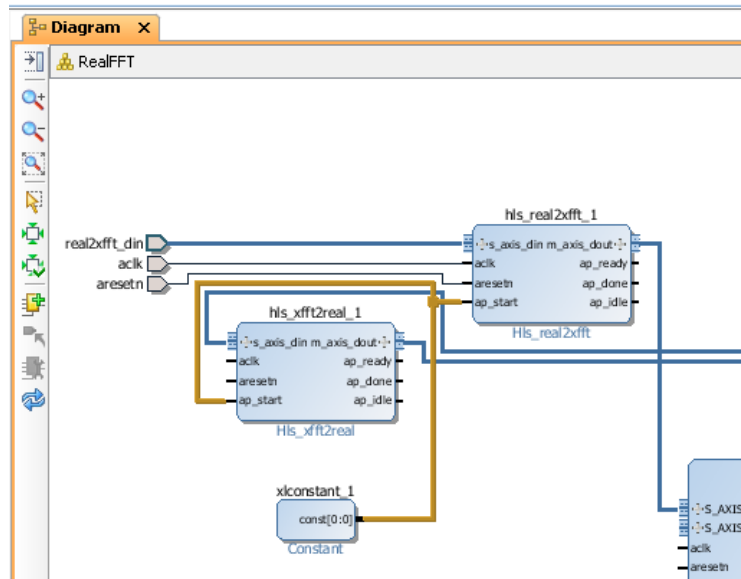 Diagram X
RealFFT
hls_real2xfft_1
real2xfft_din
aclk
aresetn
s_axis_din m_axis_dout
aclk ap_ready
aresetn ap_done
ap_start ap_idle
Hls_real2xfft
hls_xfft2real_1
s_axis_din m_axis_dout
aclk ap_ready
aresetn ap_done
ap_start ap_idle
Hls_xfft2real
xlconstant_1
const[0:0]
Constant
S_AXIS
S_AXIS
aclk
aresetn